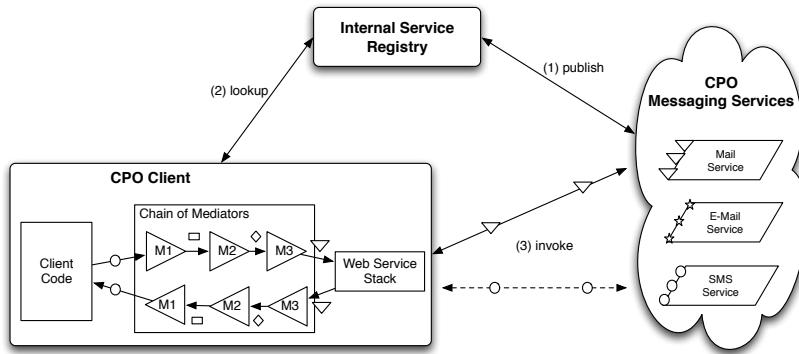 Internal Service
Registry
(1) publish
(2) lookup
CPO
Messaging Services
Mail
Service
E-Mail
Service
SMS
Service
(3) invoke
CPO Client
Chain of Mediators
Client
Code
M1
M2
M3
Web Service
Stack
M1
M2
M3